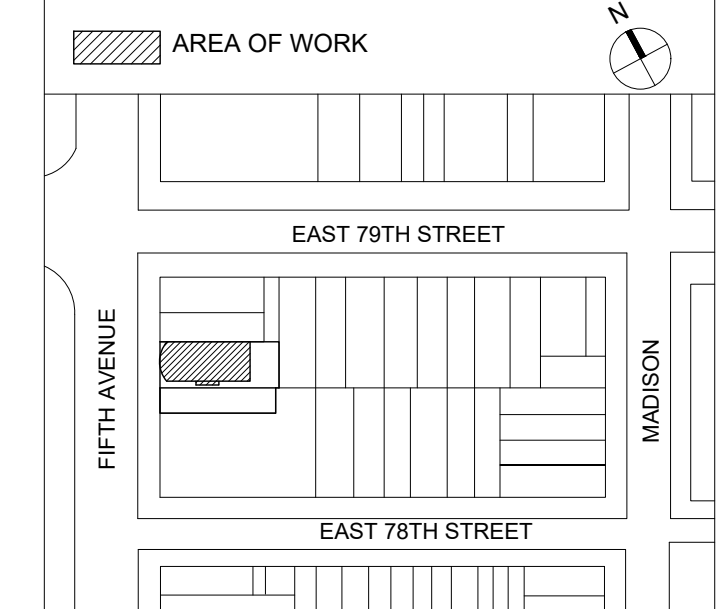 N
AREA OF WORK
EAST 79TH STREET
FIFTH AVENUE
MADISON
EAST 78TH STREET